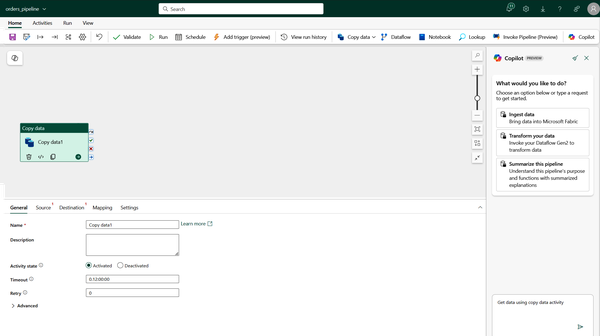 orders_pipeline
Search
Home Activities Run View
Validate Run Schedule Add trigger (preview) View run history Copy data Dataflow Notebook Lookup Invoke Pipeline (Preview) Copilot
Copilot PREVIEW
What would you like to do?
Choose an option below or type a request
to get started.
Ingest data
Bring data into Microsoft Fabric
Transform your data
Invoke your Dataflow Gen2 to
transform data
Summarize this pipeline
Understand this pipeline's purpose
and functions with summarized
explanations
Copy data
Copy data1
General Source 1 Destination 1 Mapping Settings
Name * Copy data1 Learn more
Description
Activity state Activated Deactivated
Timeout 0.12:00:00
Retry 0
Advanced
Get data using copy data activity